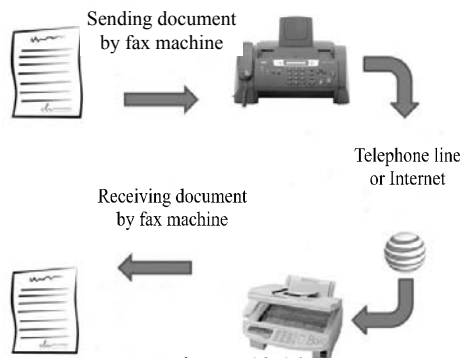 Sending document
by fax machine
Telephone line
or Internet
Receiving document
by fax machine